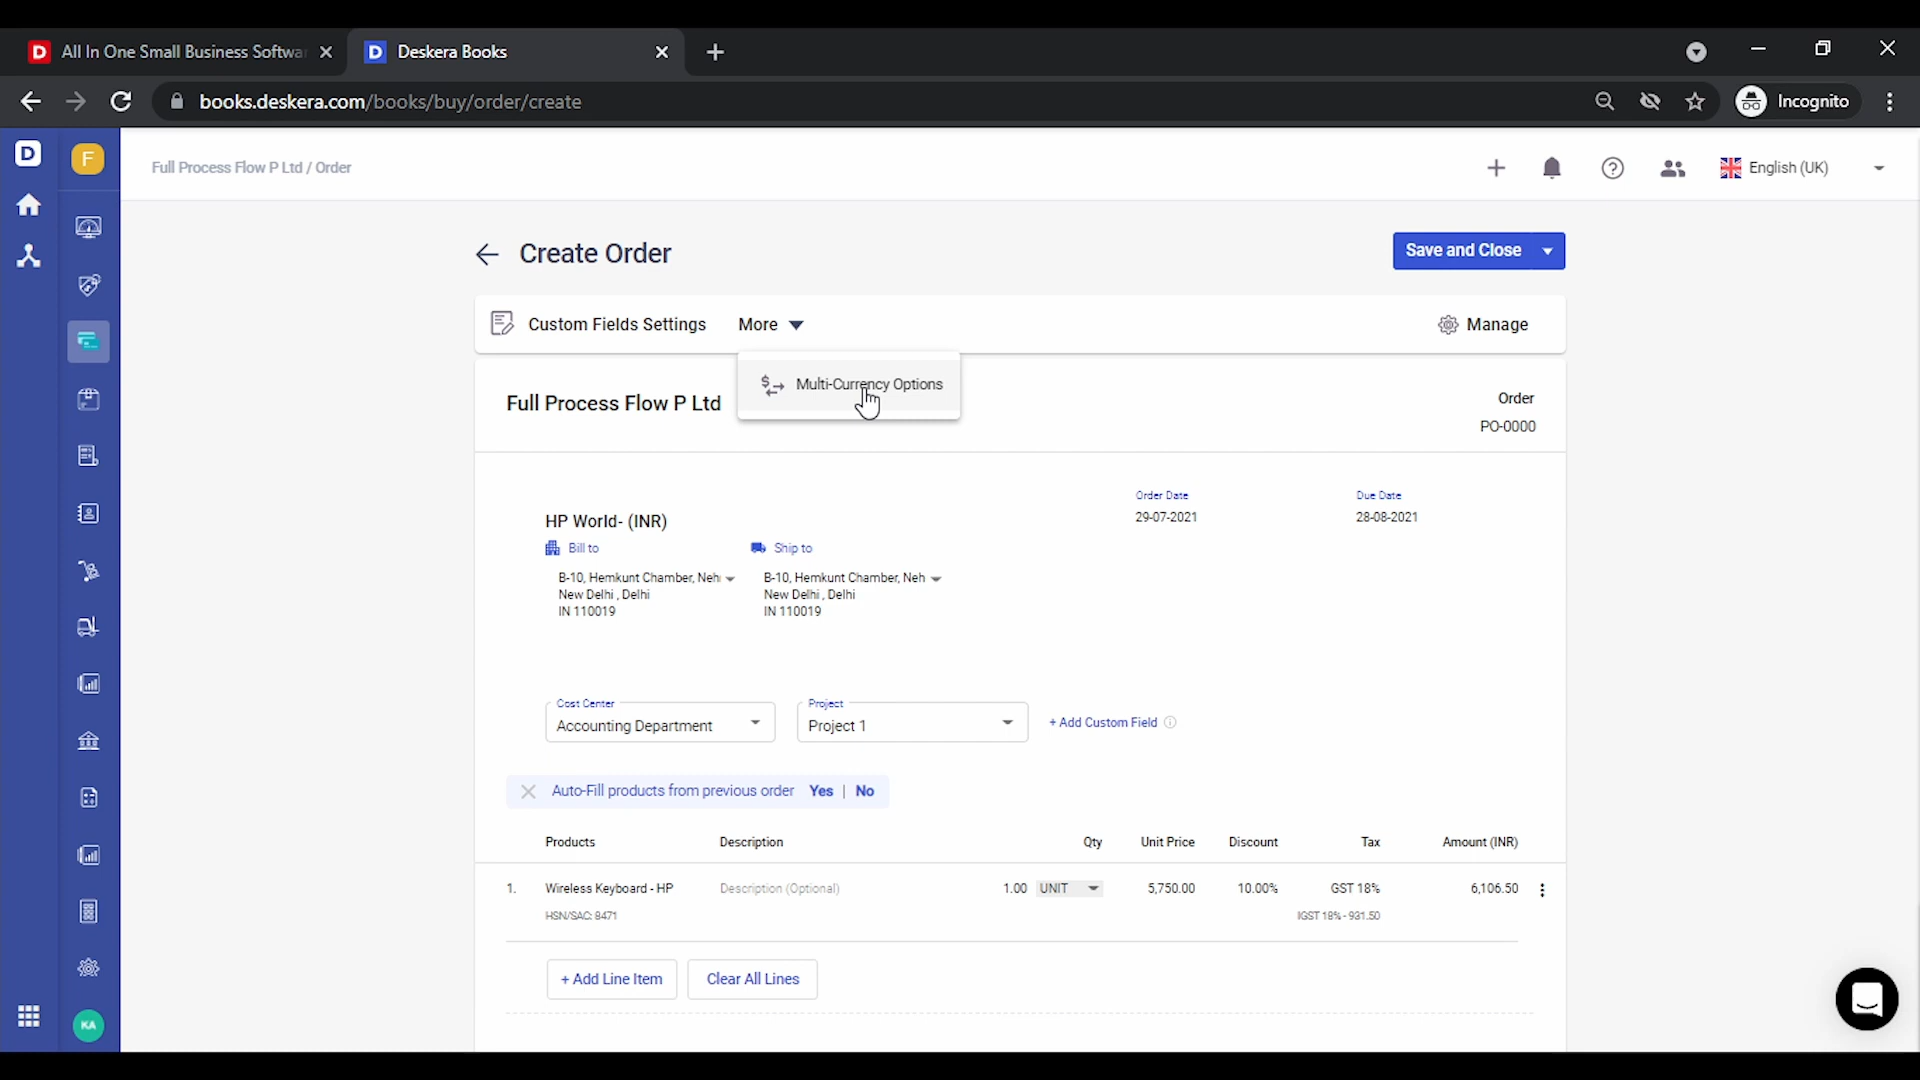 All In One Small Business Softwa
Deskera Books
books.deskera.com/books/buy/order/create
Incognito
D
F
Full Process Flow P Ltd / Order
English (UK)
Create Order
Save and Close
Custom Fields Settings
More
Manage
Multi-Currency Options
Full Process Flow P Ltd
Order
PO-0000
HP World- (INR)
Order Date
29-07-2021
Due Date
28-08-2021
Bill to
Ship to
B-10, Hemkunt Chamber, Neh
B-10, Hemkunt Chamber, Neh
New Delhi , Delhi
New Delhi , Delhi
IN 110019
IN 110019
Cost Center
Accounting Department
Project
Project 1
+ Add Custom Field
Auto-Fill products from previous order Yes | No
Products Description Qty Unit Price Discount Tax Amount (INR)
1. Wireless Keyboard - HP Description (Optional) 1.00 UNIT 5,750.00 10.00% GST 18% 6,106.50
HSN/SAC: 8471 IGST 18% - 931.50
+ Add Line Item
Clear All Lines
KA